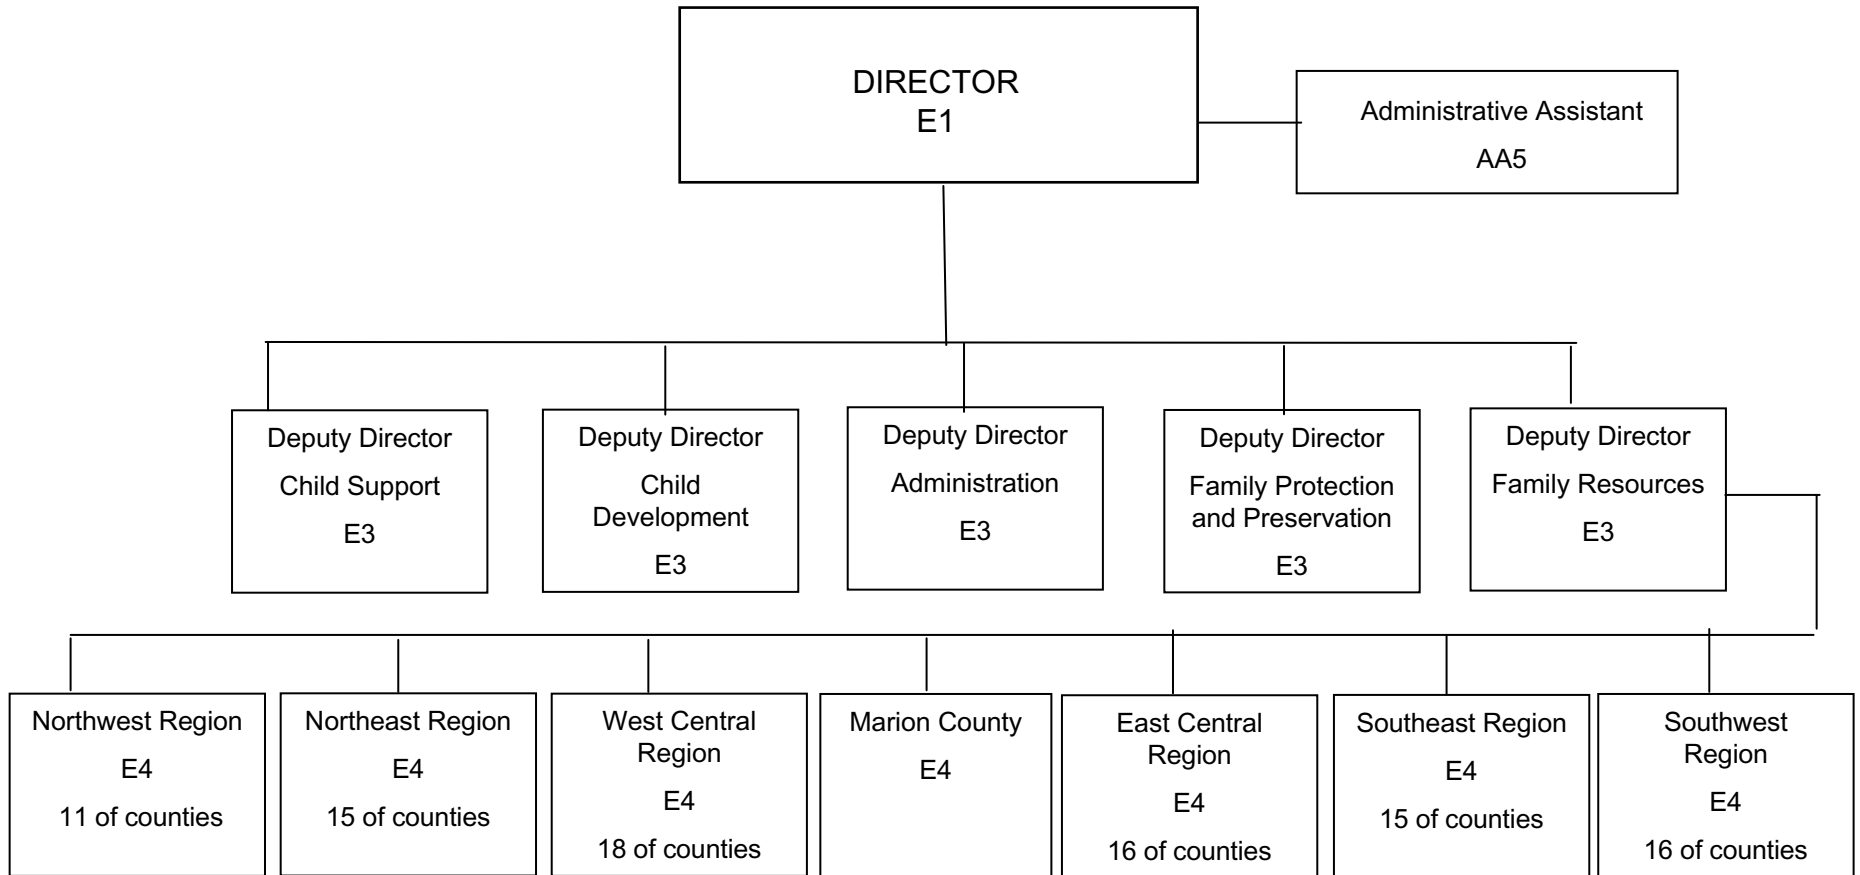 DIRECTOR
E1
Administrative Assistant
AA5
Deputy Director
Child Support
E3
Deputy Director
Child
Development
E3
Deputy Director
Administration
E3
Deputy Director
Family Protection
and Preservation
E3
Deputy Director
Family Resources
E3
Northwest Region
E4
11 of counties
Northeast Region
E4
15 of counties
West Central
Region
E4
18 of counties
Marion County
E4
East Central
Region
E4
16 of counties
Southeast Region
E4
15 of counties
Southwest
Region
E4
16 of counties